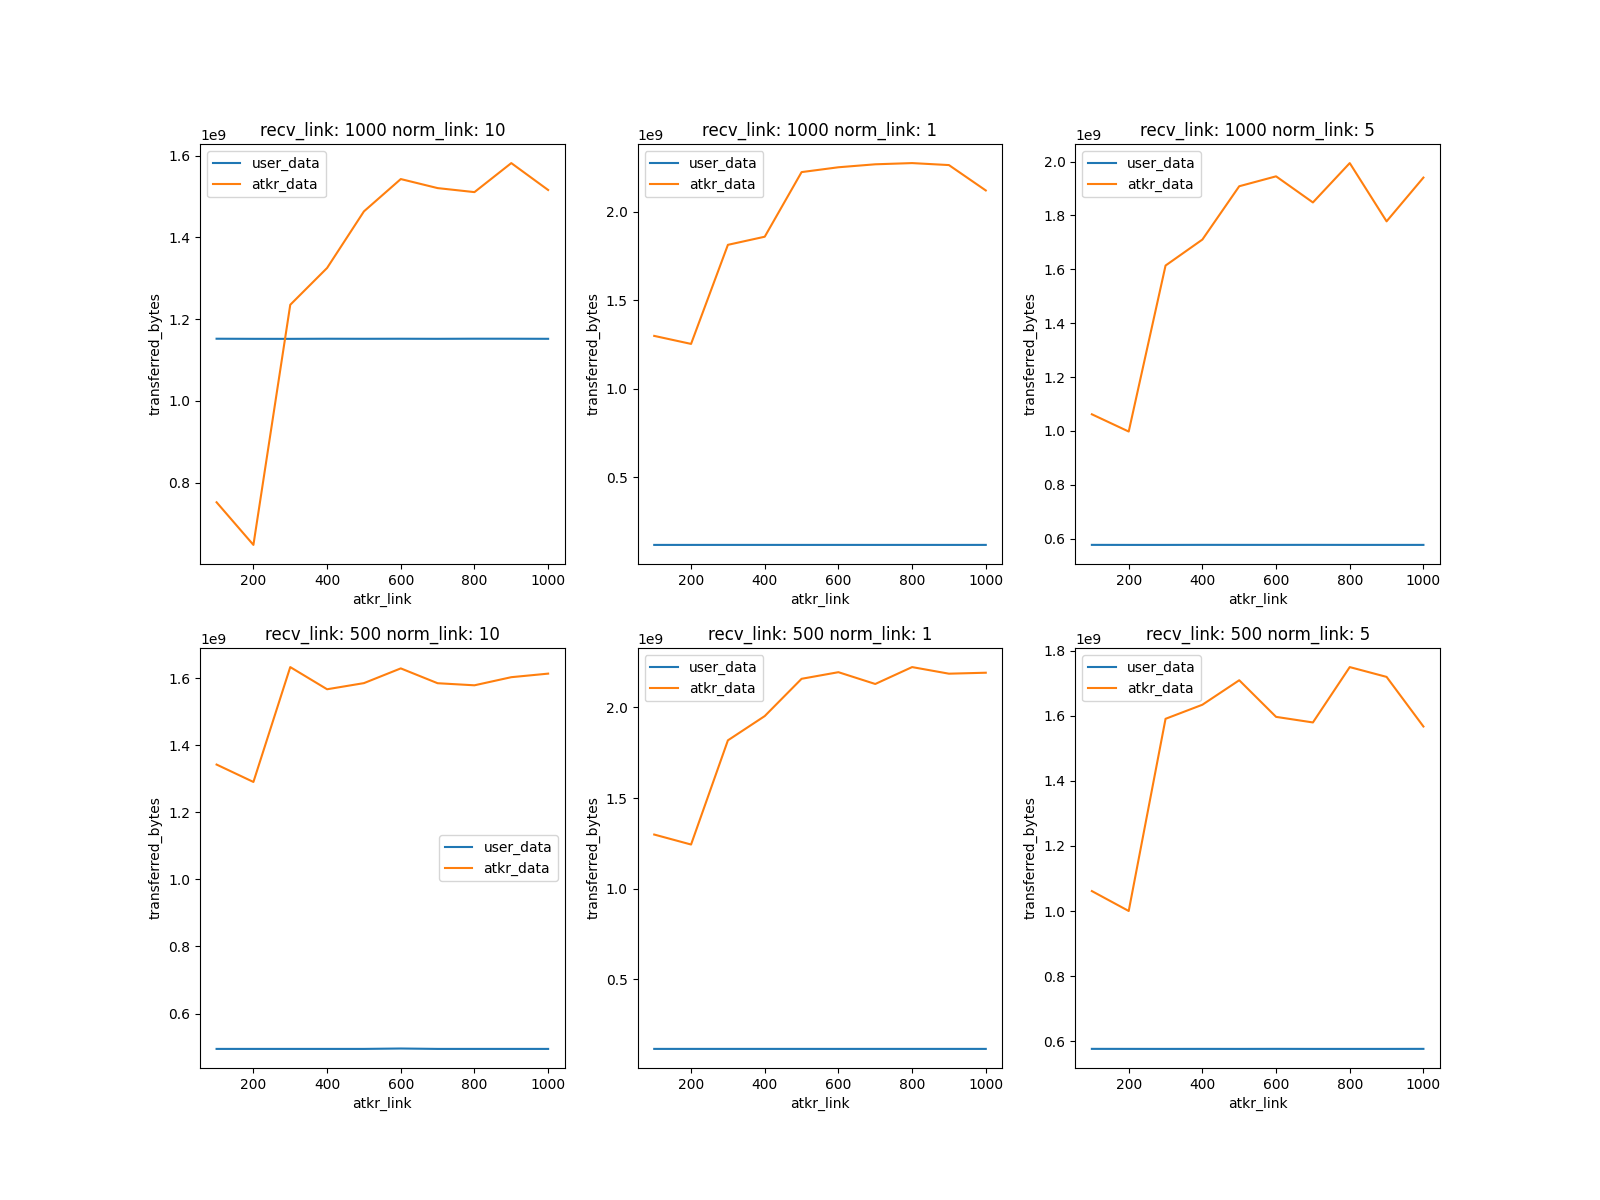 recv_link: 1000 norm_link: 10
1e9
user_data
atkr_data
1.6
1.4
1.2
1.0
0.8
transferred_bytes
200 400 600 800 1000
atkr_link
recv_link: 1000 norm_link: 1
1e9
user_data
atkr_data
2.0
1.5
1.0
0.5
transferred_bytes
200 400 600 800 1000
atkr_link
recv_link: 1000 norm_link: 5
1e9
user_data
atkr_data
2.0
1.8
1.6
1.4
1.2
1.0
0.8
0.6
transferred_bytes
200 400 600 800 1000
atkr_link
recv_link: 500 norm_link: 10
1e9
1.6
1.4
1.2
1.0
0.8
0.6
user_data
atkr_data
transferred_bytes
200 400 600 800 1000
atkr_link
recv_link: 500 norm_link: 1
1e9
user_data
atkr_data
2.0
1.5
1.0
0.5
transferred_bytes
200 400 600 800 1000
atkr_link
recv_link: 500 norm_link: 5
1e9
user_data
atkr_data
1.8
1.6
1.4
1.2
1.0
0.8
0.6
transferred_bytes
200 400 600 800 1000
atkr_link